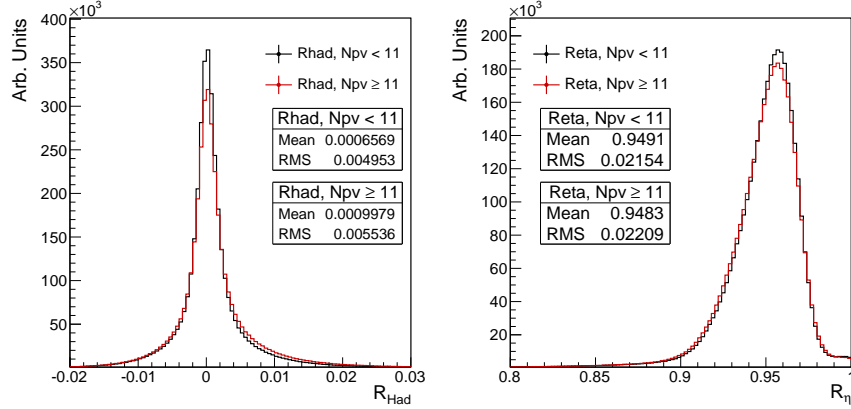 ×10³
Arb. Units
400
350
300
250
200
150
100
50
Rhad, Npv < 11
Rhad, Npv ≥ 11
Rhad, Npv < 11
Mean 0.0006569
RMS 0.004953
Rhad, Npv ≥ 11
Mean 0.0009979
RMS 0.005536
-0.02 -0.01 0 0.01 0.02 0.03
R_Had
×10³
Arb. Units
200
180
160
140
120
100
80
60
40
20
Reta, Npv < 11
Reta, Npv ≥ 11
Reta, Npv < 11
Mean 0.9491
RMS 0.02154
Reta, Npv ≥ 11
Mean 0.9483
RMS 0.02209
0.8 0.85 0.9 0.95 1
R_η